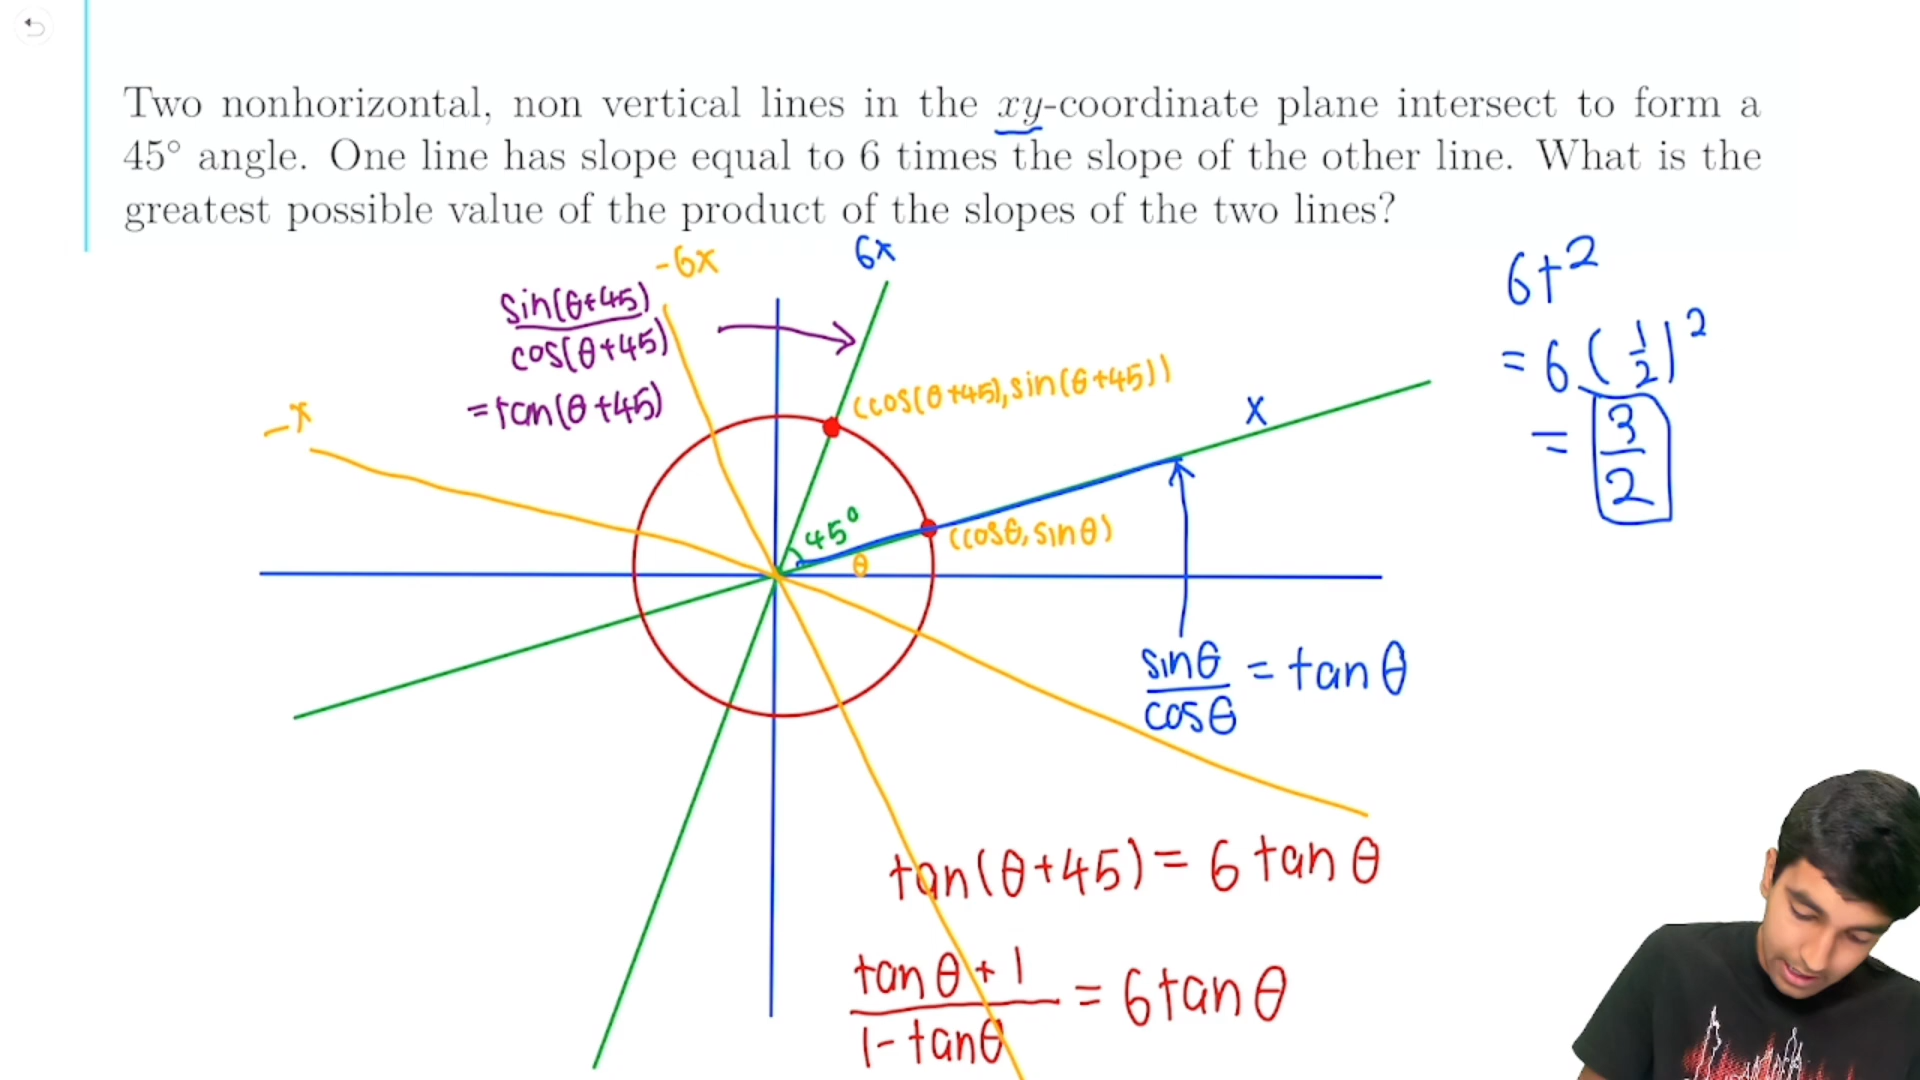 Two nonhorizontal, non vertical lines in the xy-coordinate plane intersect to form a
45° angle. One line has slope equal to 6 times the slope of the other line. What is the
greatest possible value of the product of the slopes of the two lines?
-6x
6x
sin(θ+45)
cos(θ+45)
=tan(θ+45)
-x
(cos(θ+45),sin(θ+45))
x
45°
θ
(cosθ,sinθ)
6t²
=6(1/2)²
=3/2
sinθ/cosθ = tanθ
tan(θ+45)=6tanθ
tanθ+1
1-tanθ
=6tanθ